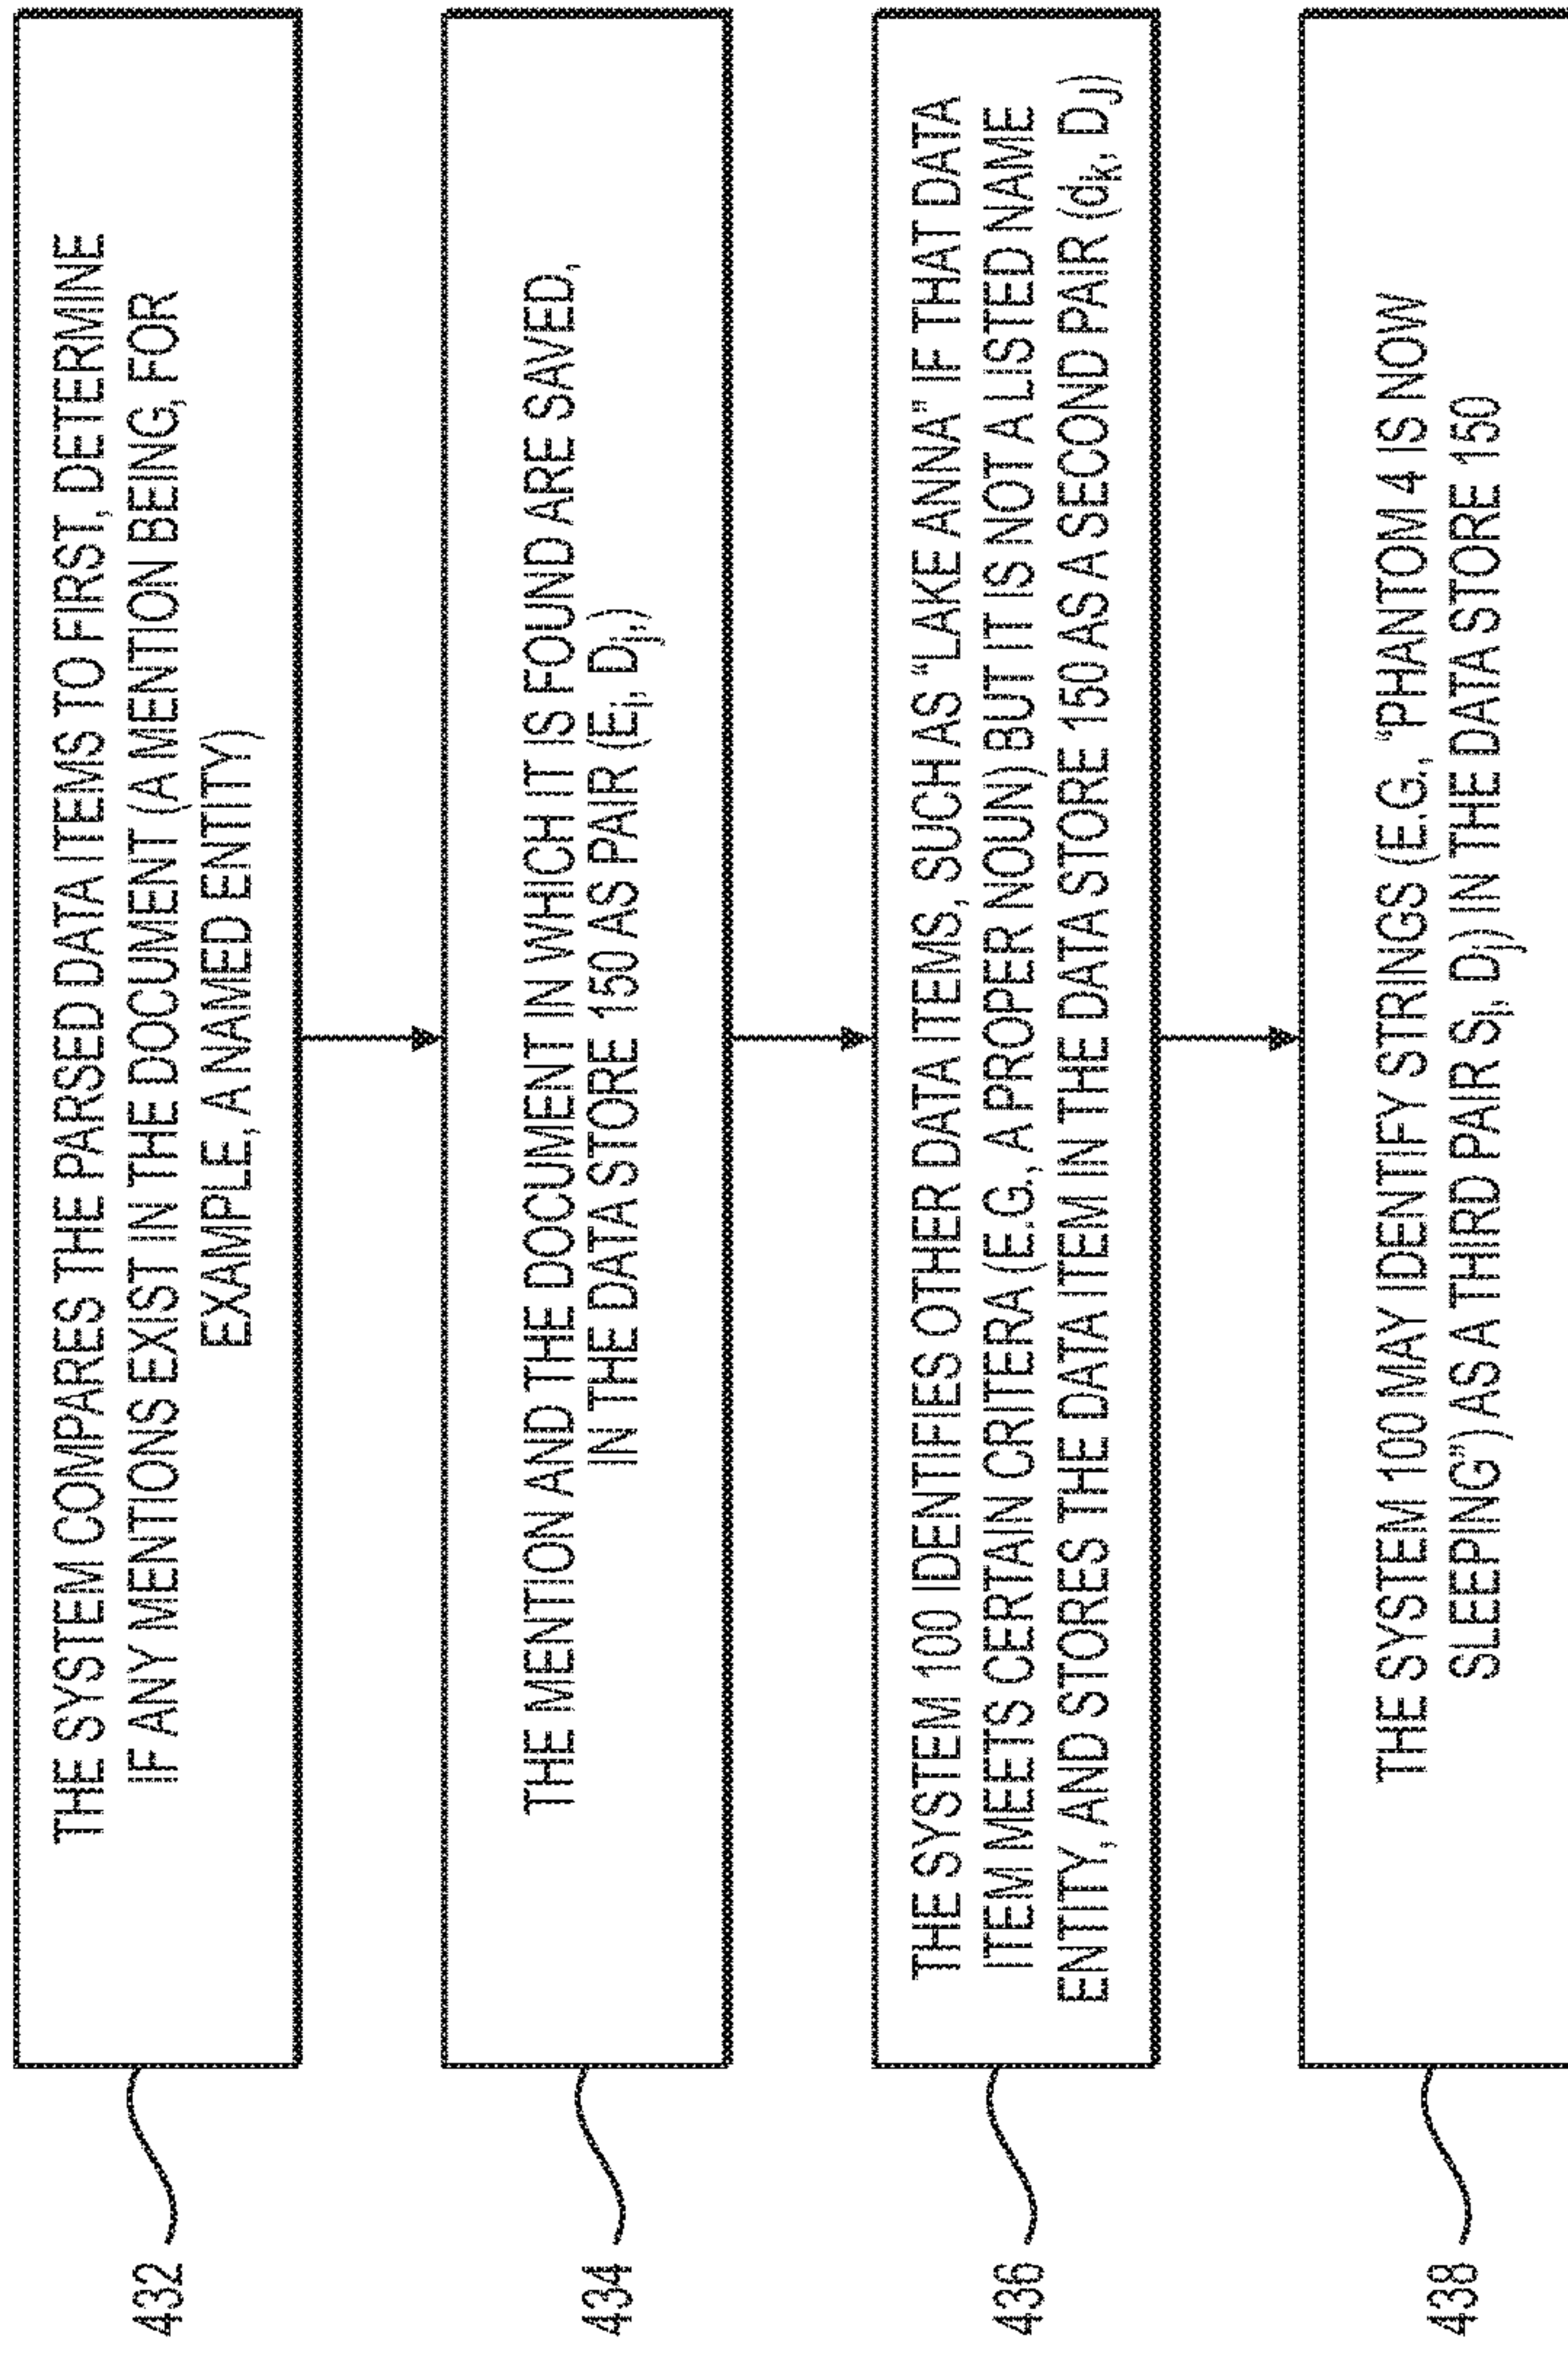 432
THE SYSTEM COMPARES THE PARSED DATA ITEMS TO FIRST, DETERMINE
IF ANY MENTIONS EXIST IN THE DOCUMENT (A MENTION BEING, FOR
EXAMPLE, A NAMED ENTITY)
434
THE MENTION AND THE DOCUMENT IN WHICH IT IS FOUND ARE SAVED,
IN THE DATA STORE 150 AS PAIR (Ei, Dj,)
436
THE SYSTEM 100 IDENTIFIES OTHER DATA ITEMS, SUCH AS "LAKE ANNA" IF THAT DATA
ITEM MEETS CERTAIN CRITERA (E.G., A PROPER NOUN) BUT IT IS NOT A LISTED NAME
ENTITY, AND STORES THE DATA ITEM IN THE DATA STORE 150 AS A SECOND PAIR (dk, DJ)
438
THE SYSTEM 100 MAY IDENTIFY STRINGS (E.G., "PHANTOM 4 IS NOW
SLEEPING") AS A THIRD PAIR Sj, Dj) IN THE DATA STORE 150